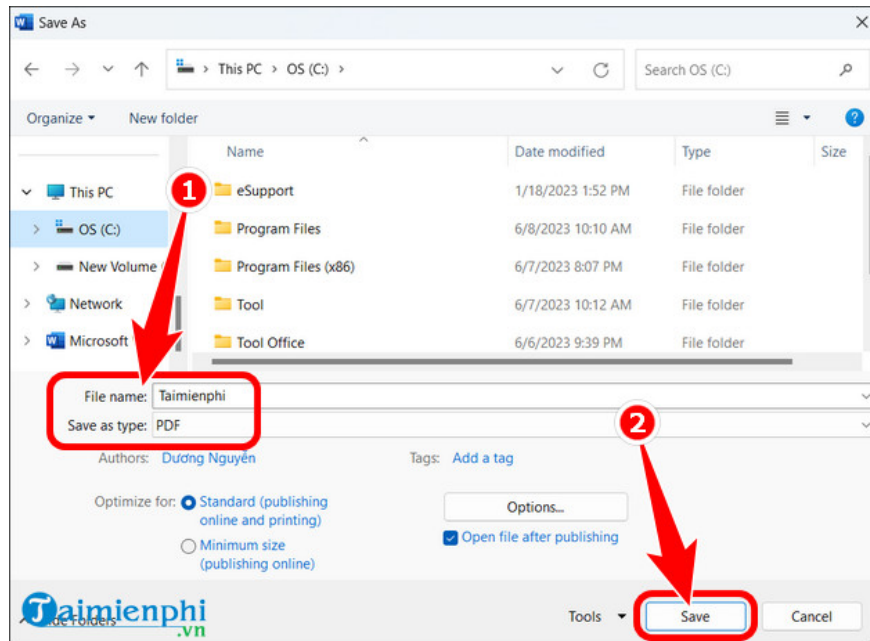 Save As
This PC > OS (C:) >
Search OS (C:)
Organize
New folder
Name
Date modified
Type
Size
This PC
OS (C:)
New Volume
Network
Microsoft
eSupport 1/18/2023 1:52 PM File folder
Program Files 6/8/2023 10:10 AM File folder
Program Files (x86) 6/7/2023 8:07 PM File folder
Tool 6/7/2023 10:12 AM File folder
Tool Office 6/6/2023 9:39 PM File folder
1
File name: Taimienphi
Save as type: PDF
2
Authors: Dương Nguyễn
Tags: Add a tag
Optimize for: Standard (publishing
online and printing)
Minimum size
(publishing online)
Options...
Open file after publishing
Taimienphi
.vn
Folders
Tools
Save
Cancel